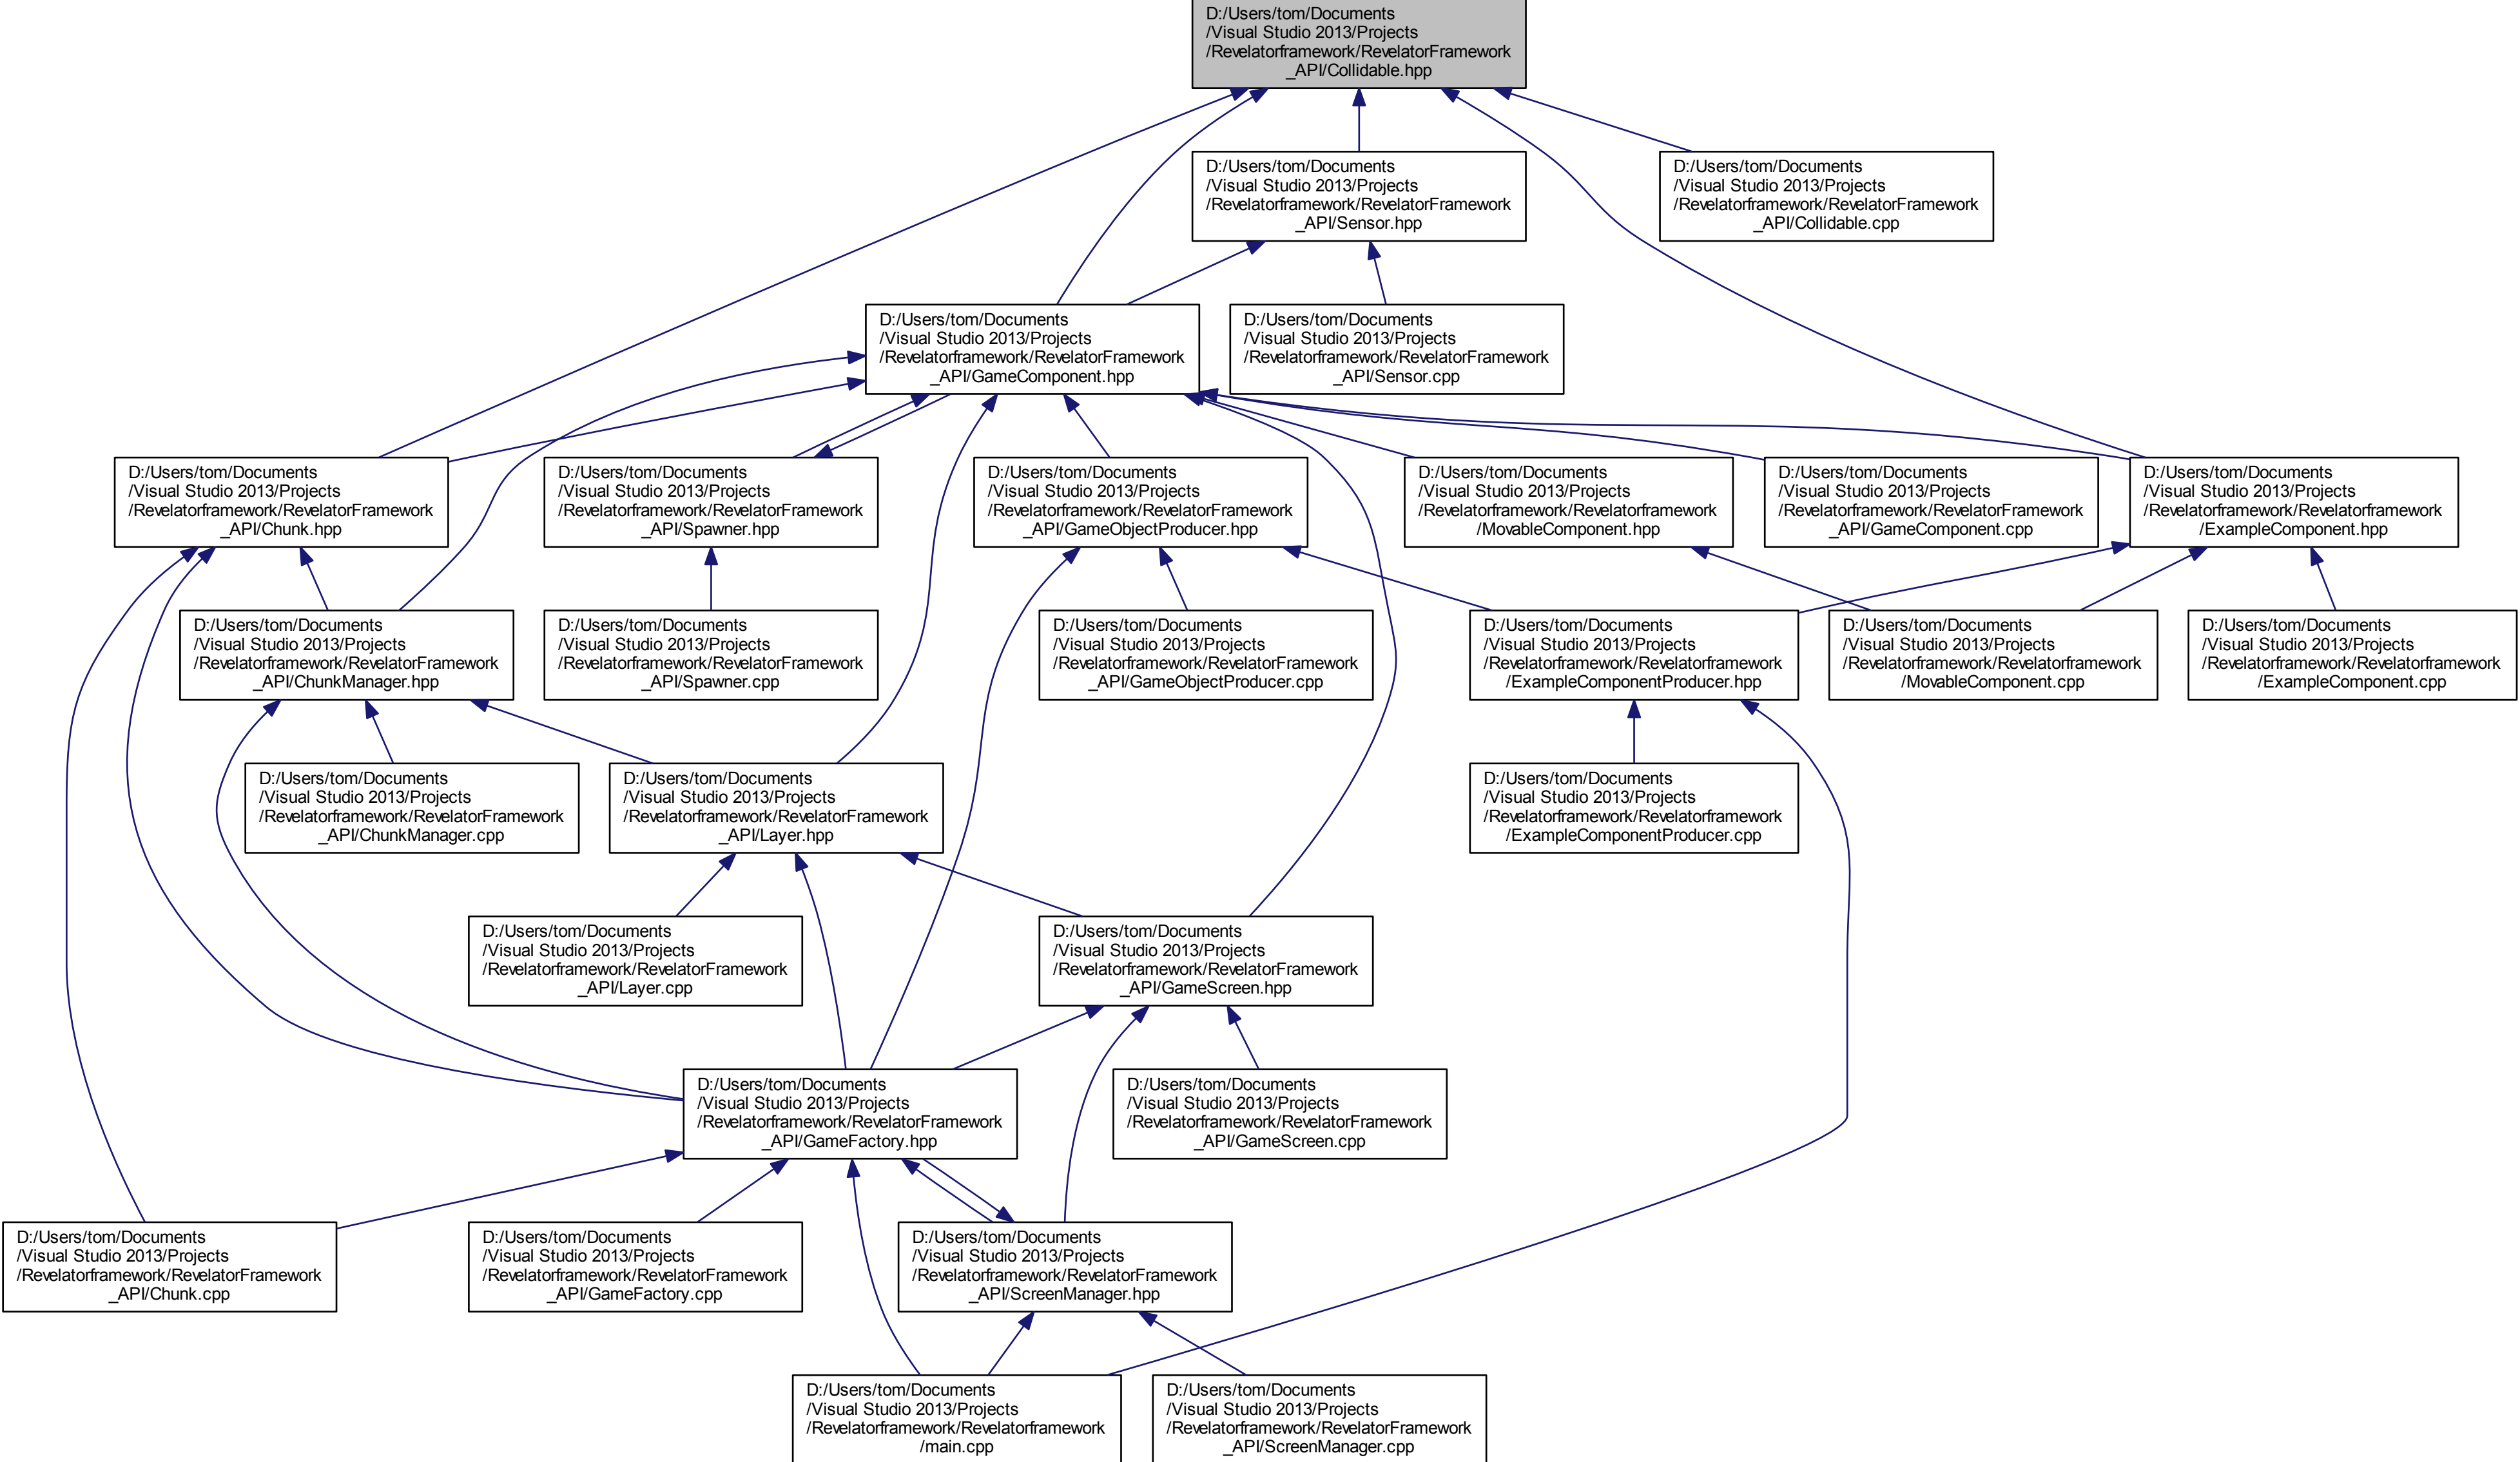 D:/Users/tom/Documents
/Visual Studio 2013/Projects
/Revelatorframework/RevelatorFramework
_API/Collidable.hpp
D:/Users/tom/Documents
/Visual Studio 2013/Projects
/Revelatorframework/RevelatorFramework
_API/Sensor.hpp
D:/Users/tom/Documents
/Visual Studio 2013/Projects
/Revelatorframework/RevelatorFramework
_API/Collidable.cpp
D:/Users/tom/Documents
/Visual Studio 2013/Projects
/Revelatorframework/RevelatorFramework
_API/GameComponent.hpp
D:/Users/tom/Documents
/Visual Studio 2013/Projects
/Revelatorframework/RevelatorFramework
_API/Sensor.cpp
D:/Users/tom/Documents
/Visual Studio 2013/Projects
/Revelatorframework/RevelatorFramework
_API/Chunk.hpp
D:/Users/tom/Documents
/Visual Studio 2013/Projects
/Revelatorframework/RevelatorFramework
_API/Spawner.hpp
D:/Users/tom/Documents
/Visual Studio 2013/Projects
/Revelatorframework/RevelatorFramework
_API/GameObjectProducer.hpp
D:/Users/tom/Documents
/Visual Studio 2013/Projects
/Revelatorframework/Revelatorframework
/MovableComponent.hpp
D:/Users/tom/Documents
/Visual Studio 2013/Projects
/Revelatorframework/RevelatorFramework
_API/GameComponent.cpp
D:/Users/tom/Documents
/Visual Studio 2013/Projects
/Revelatorframework/Revelatorframework
/ExampleComponent.hpp
D:/Users/tom/Documents
/Visual Studio 2013/Projects
/Revelatorframework/RevelatorFramework
_API/ChunkManager.hpp
D:/Users/tom/Documents
/Visual Studio 2013/Projects
/Revelatorframework/RevelatorFramework
_API/Spawner.cpp
D:/Users/tom/Documents
/Visual Studio 2013/Projects
/Revelatorframework/RevelatorFramework
_API/GameObjectProducer.cpp
D:/Users/tom/Documents
/Visual Studio 2013/Projects
/Revelatorframework/Revelatorframework
/ExampleComponentProducer.hpp
D:/Users/tom/Documents
/Visual Studio 2013/Projects
/Revelatorframework/Revelatorframework
/MovableComponent.cpp
D:/Users/tom/Documents
/Visual Studio 2013/Projects
/Revelatorframework/Revelatorframework
/ExampleComponent.cpp
D:/Users/tom/Documents
/Visual Studio 2013/Projects
/Revelatorframework/RevelatorFramework
_API/ChunkManager.cpp
D:/Users/tom/Documents
/Visual Studio 2013/Projects
/Revelatorframework/RevelatorFramework
_API/Layer.hpp
D:/Users/tom/Documents
/Visual Studio 2013/Projects
/Revelatorframework/Revelatorframework
/ExampleComponentProducer.cpp
D:/Users/tom/Documents
/Visual Studio 2013/Projects
/Revelatorframework/RevelatorFramework
_API/Layer.cpp
D:/Users/tom/Documents
/Visual Studio 2013/Projects
/Revelatorframework/RevelatorFramework
_API/GameScreen.hpp
D:/Users/tom/Documents
/Visual Studio 2013/Projects
/Revelatorframework/RevelatorFramework
_API/GameFactory.hpp
D:/Users/tom/Documents
/Visual Studio 2013/Projects
/Revelatorframework/RevelatorFramework
_API/GameScreen.cpp
D:/Users/tom/Documents
/Visual Studio 2013/Projects
/Revelatorframework/RevelatorFramework
_API/Chunk.cpp
D:/Users/tom/Documents
/Visual Studio 2013/Projects
/Revelatorframework/RevelatorFramework
_API/GameFactory.cpp
D:/Users/tom/Documents
/Visual Studio 2013/Projects
/Revelatorframework/RevelatorFramework
_API/ScreenManager.hpp
D:/Users/tom/Documents
/Visual Studio 2013/Projects
/Revelatorframework/Revelatorframework
/main.cpp
D:/Users/tom/Documents
/Visual Studio 2013/Projects
/Revelatorframework/RevelatorFramework
_API/ScreenManager.cpp